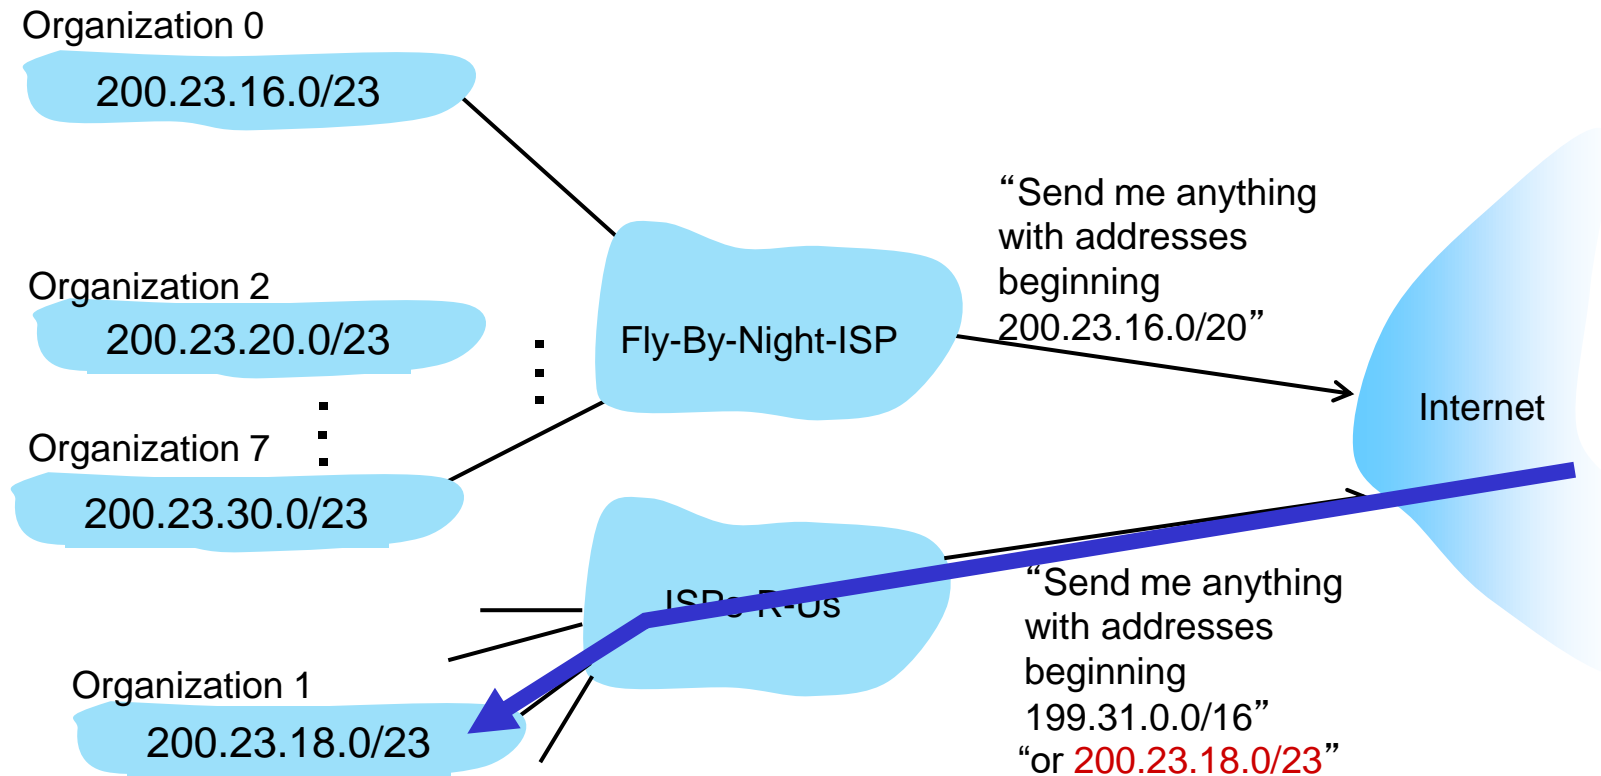 Organization 0
200.23.16.0/23
Organization 2
200.23.20.0/23
Organization 7
200.23.30.0/23
Fly-By-Night-ISP
“Send me anything
with addresses
beginning
200.23.16.0/20”
Internet
ISPs-R-Us
“Send me anything
with addresses
beginning
199.31.0.0/16”
“or 200.23.18.0/23”
Organization 1
200.23.18.0/23